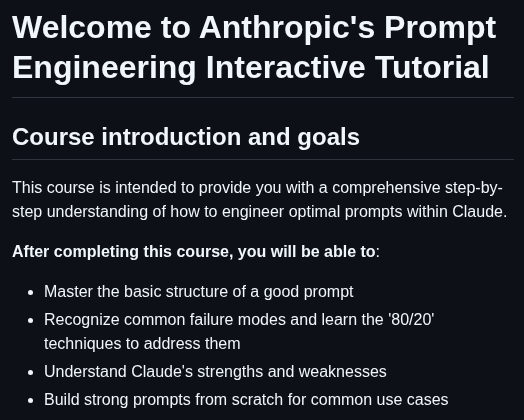 Welcome to Anthropic's Prompt
Engineering Interactive Tutorial
Course introduction and goals
This course is intended to provide you with a comprehensive step-by-
step understanding of how to engineer optimal prompts within Claude.
After completing this course, you will be able to:
Master the basic structure of a good prompt
Recognize common failure modes and learn the '80/20'
techniques to address them
Understand Claude's strengths and weaknesses
Build strong prompts from scratch for common use cases